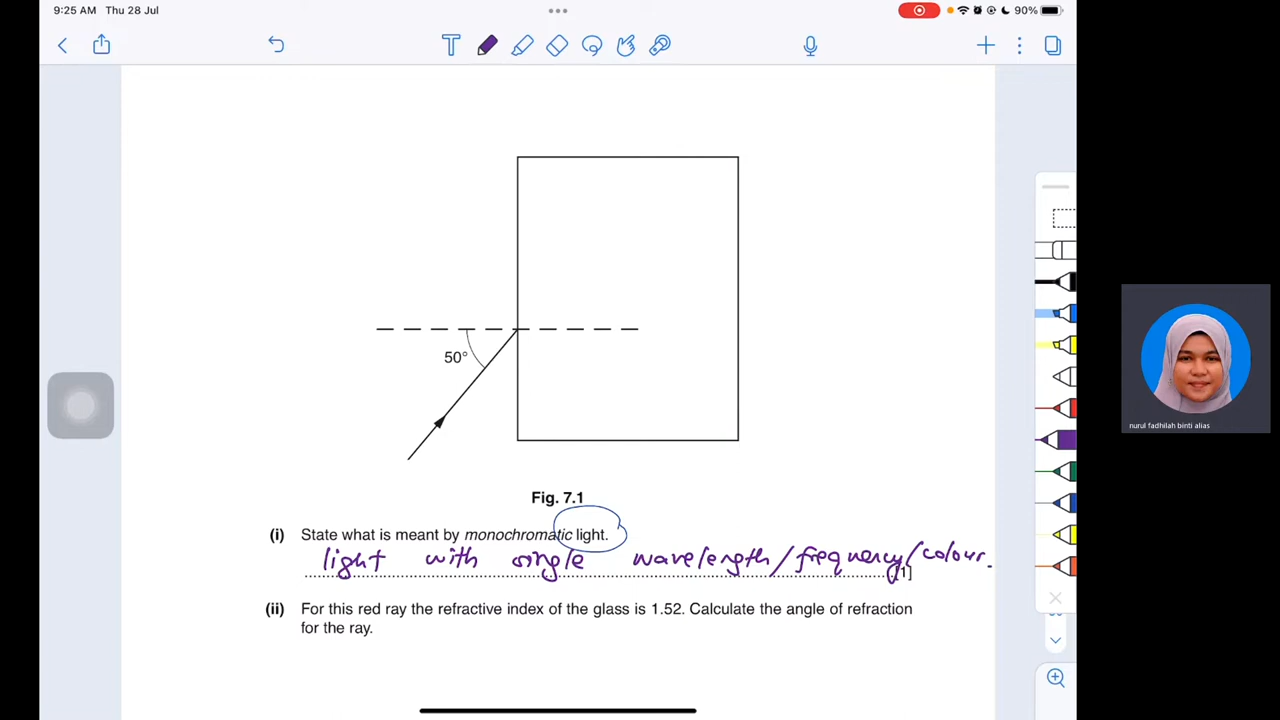 9:25 AM Thu 28 Jul
90%
T
50°
Fig. 7.1
(i) State what is meant by monochromatic light.
light with single wavelength/frequency/colour.
[1]
(ii) For this red ray the refractive index of the glass is 1.52. Calculate the angle of refraction
for the ray.
nurul fadhilah binti alias